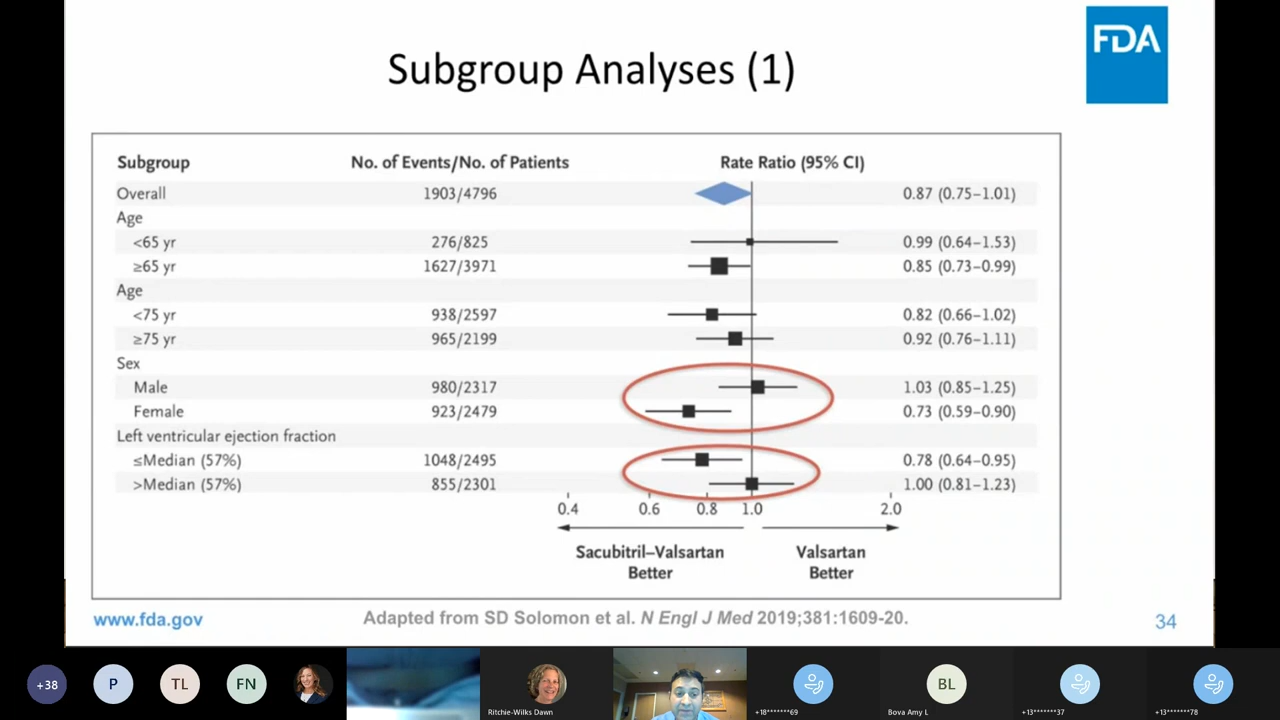 FDA
Subgroup Analyses (1)
Subgroup No. of Events/No. of Patients Rate Ratio (95% CI)
Overall 1903/4796 0.87 (0.75–1.01)
Age
<65 yr 276/825 0.99 (0.64–1.53)
≥65 yr 1627/3971 0.85 (0.73–0.99)
Age
<75 yr 938/2597 0.82 (0.66–1.02)
≥75 yr 965/2199 0.92 (0.76–1.11)
Sex
Male 980/2317 1.03 (0.85–1.25)
Female 923/2479 0.73 (0.59–0.90)
Left ventricular ejection fraction
≤Median (57%) 1048/2495 0.78 (0.64–0.95)
>Median (57%) 855/2301 1.00 (0.81–1.23)
0.4 0.6 0.8 1.0 2.0
Sacubitril–Valsartan Valsartan
Better Better
www.fda.gov Adapted from SD Solomon et al. N Engl J Med 2019;381:1609-20. 34
+38 P TL FN BL
Ritchie-Wilks Dawn +18*******69 Bova Amy L +13*******37 +13*******78